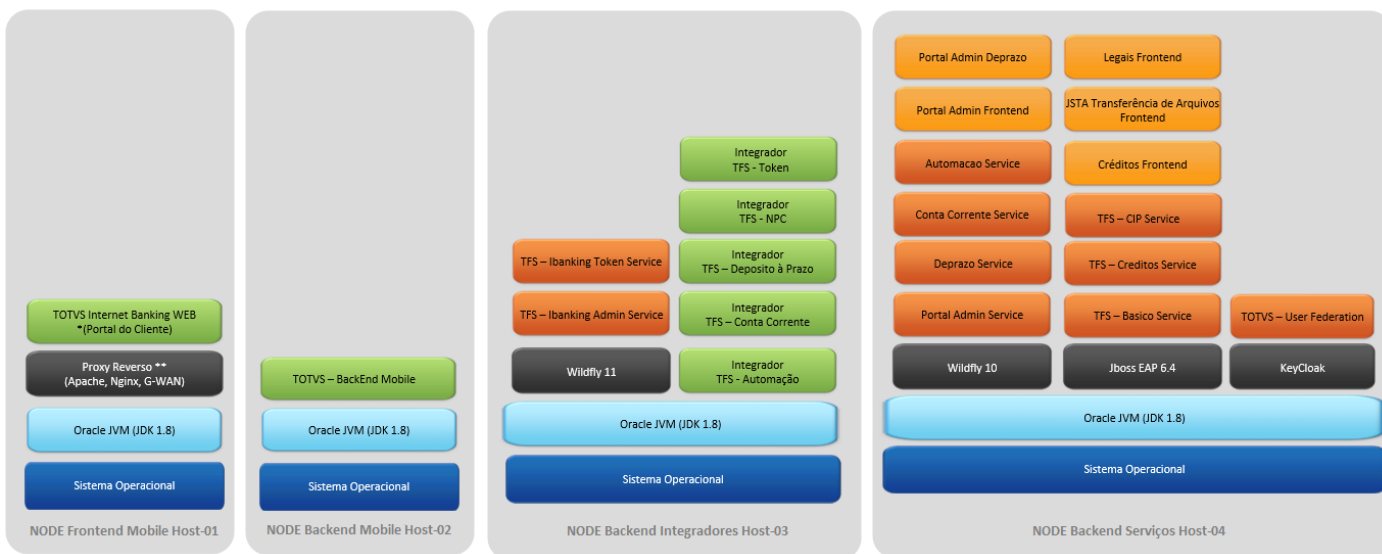 TOTVS Internet Banking WEB
*(Portal do Cliente)
Proxy Reverso **
(Apache, Nginx, G-WAN)
Oracle JVM (JDK 1.8)
Sistema Operacional
NODE Frontend Mobile Host-01
TOTVS – BackEnd Mobile
Oracle JVM (JDK 1.8)
Sistema Operacional
NODE Backend Mobile Host-02
TFS – Ibanking Token Service
TFS – Ibanking Admin Service
Wildfly 11
Integrador
TFS - Token
Integrador
TFS - NPC
Integrador
TFS – Deposito à Prazo
Integrador
TFS – Conta Corrente
Integrador
TFS - Automação
Oracle JVM (JDK 1.8)
Sistema Operacional
NODE Backend Integradores Host-03
Portal Admin Deprazo
Portal Admin Frontend
Automacao Service
Conta Corrente Service
Deprazo Service
Portal Admin Service
Wildfly 10
Legais Frontend
JSTA Transferência de Arquivos
Frontend
Créditos Frontend
TFS – CIP Service
TFS – Creditos Service
TFS – Basico Service
Jboss EAP 6.4
TOTVS – User Federation
KeyCloak
Oracle JVM (JDK 1.8)
Sistema Operacional
NODE Backend Serviços Host-04